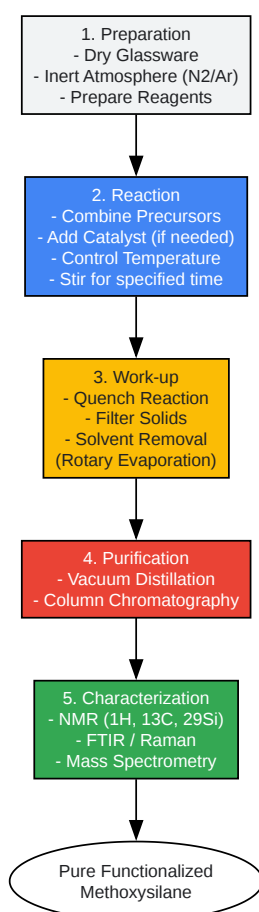 1. Preparation
- Dry Glassware
- Inert Atmosphere (N2/Ar)
- Prepare Reagents
2. Reaction
- Combine Precursors
- Add Catalyst (if needed)
- Control Temperature
- Stir for specified time
3. Work-up
- Quench Reaction
- Filter Solids
- Solvent Removal
(Rotary Evaporation)
4. Purification
- Vacuum Distillation
- Column Chromatography
5. Characterization
- NMR (1H, 13C, 29Si)
- FTIR / Raman
- Mass Spectrometry
Pure Functionalized
Methoxysilane